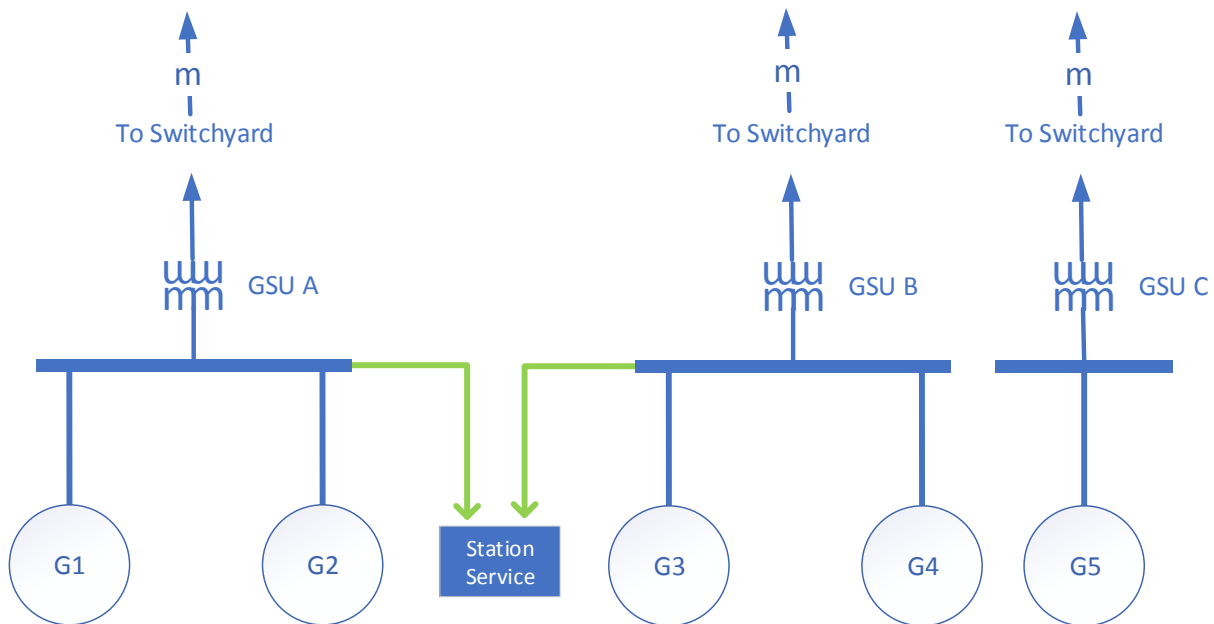 m
m
m
To Switchyard
To Switchyard
To Switchyard
GSU A
GSU B
GSU C
G1
G2
Station
Service
G3
G4
G5